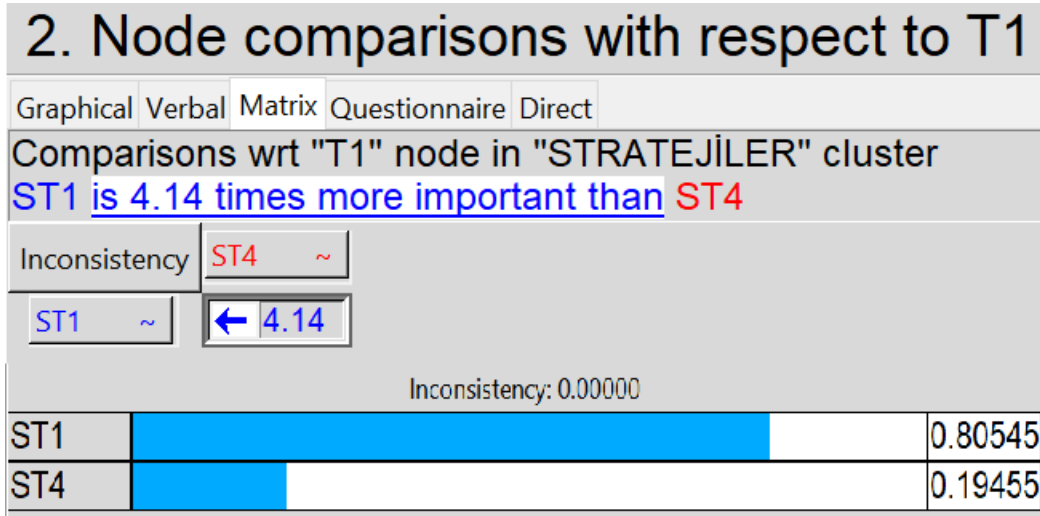 2. Node comparisons with respect to T1
Graphical Verbal Matrix Questionnaire Direct
Comparisons wrt "T1" node in "STRATEJİLER" cluster
ST1 is 4.14 times more important than ST4
Inconsistency ST4 ~
ST1 ~ ← 4.14
Inconsistency: 0.00000
ST1 0.80545
ST4 0.19455